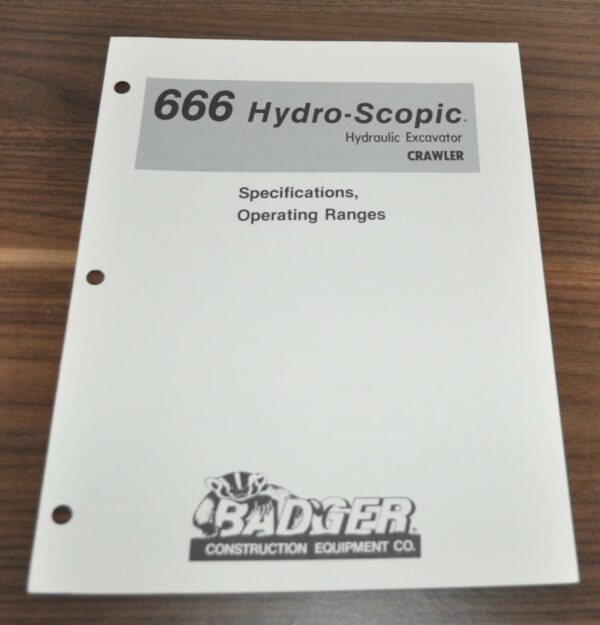 666 Hydro-Scopic®
Hydraulic Excavator
CRAWLER
Specifications,
Operating Ranges
BADGER®
CONSTRUCTION EQUIPMENT CO.